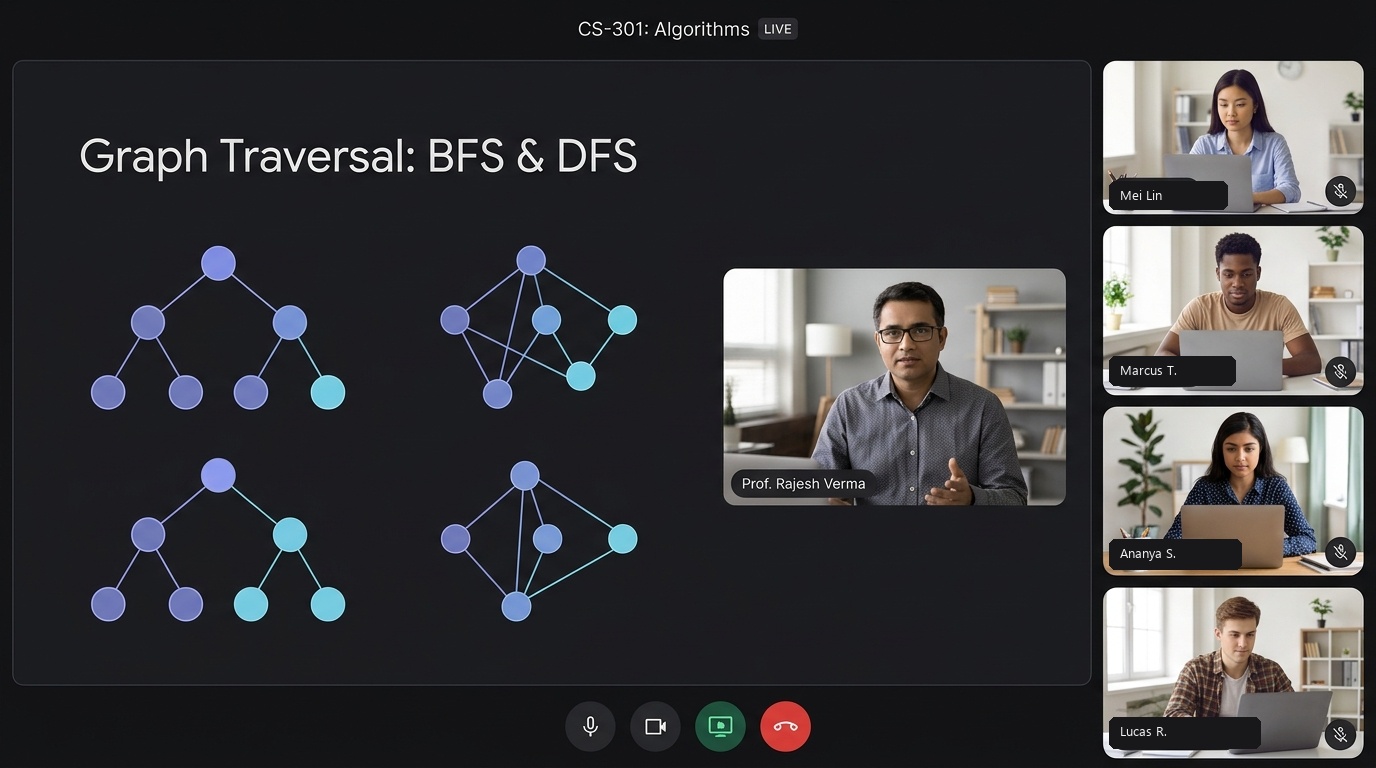 CS-301: Algorithms LIVE
Graph Traversal: BFS & DFS
Prof. Rajesh Verma
Mei Lin
Marcus T.
Ananya S.
Lucas R.